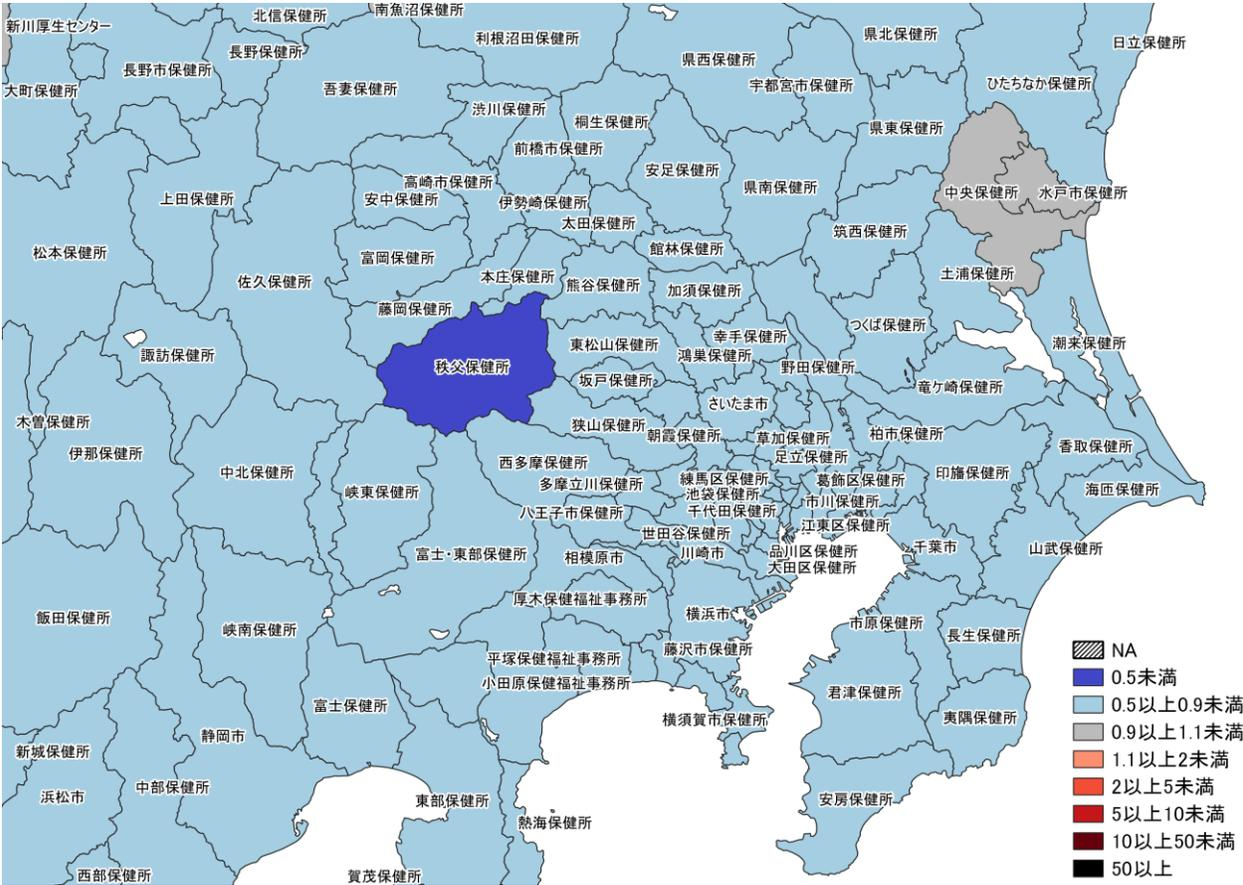 南魚沼保健所
北信保健所
新川厚生センター
県北保健所
利根沼田保健所
日立保健所
長野保健所
県西保健所
長野市保健所
宇都宮市保健所
ひたちなか保健所
大町保健所
吾妻保健所
渋川保健所
桐生保健所
県東保健所
前橋市保健所
安足保健所
高崎市保健所
県南保健所
中央保健所
水戸市保健所
上田保健所
安中保健所
伊勢崎保健所
太田保健所
筑西保健所
館林保健所
松本保健所
富岡保健所
土浦保健所
本庄保健所
佐久保健所
熊谷保健所
加須保健所
藤岡保健所
つくば保健所
幸手保健所
東松山保健所
潮来保健所
諏訪保健所
鴻巣保健所
秩父保健所
野田保健所
坂戸保健所
竜ケ崎保健所
さいたま市
木曽保健所
狭山保健所
朝霞保健所
草加保健所
柏市保健所
香取保健所
伊那保健所
足立保健所
西多摩保健所
中北保健所
印旛保健所
練馬区保健所
葛飾区保健所
多摩立川保健所
海匝保健所
峡東保健所
池袋保健所
市川保健所
千代田保健所
八王子市保健所
江東区保健所
世田谷保健所
千葉市
山武保健所
富士・東部保健所
相模原市
川崎市
品川区保健所
大田区保健所
厚木保健福祉事務所
横浜市
飯田保健所
市原保健所
峡南保健所
長生保健所
藤沢市保健所
平塚保健福祉事務所
小田原保健福祉事務所
君津保健所
富士保健所
横須賀市保健所
夷隅保健所
静岡市
新城保健所
中部保健所
浜松市
東部保健所
安房保健所
熱海保健所
西部保健所
賀茂保健所
NA
0.5未満
0.5以上0.9未満
0.9以上1.1未満
1.1以上2未満
2以上5未満
5以上10未満
10以上50未満
50以上